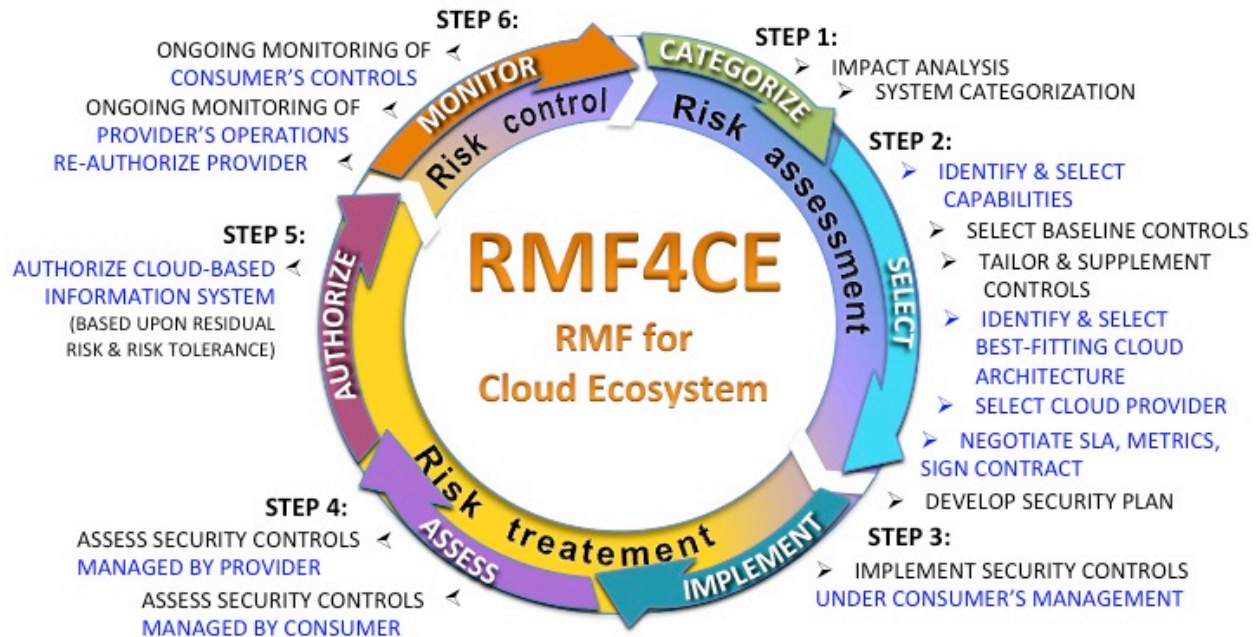 STEP 6:
ONGOING MONITORING OF
CONSUMER'S CONTROLS
ONGOING MONITORING OF
PROVIDER'S OPERATIONS
RE-AUTHORIZE PROVIDER
STEP 1:
IMPACT ANALYSIS
SYSTEM CATEGORIZATION
STEP 2:
IDENTIFY & SELECT
CAPABILITIES
SELECT BASELINE CONTROLS
TAILOR & SUPPLEMENT
CONTROLS
IDENTIFY & SELECT
BEST-FITTING CLOUD
ARCHITECTURE
SELECT CLOUD PROVIDER
NEGOTIATE SLA, METRICS,
SIGN CONTRACT
DEVELOP SECURITY PLAN
STEP 3:
IMPLEMENT SECURITY CONTROLS
UNDER CONSUMER'S MANAGEMENT
STEP 4:
ASSESS SECURITY CONTROLS
MANAGED BY PROVIDER
ASSESS SECURITY CONTROLS
MANAGED BY CONSUMER
STEP 5:
AUTHORIZE CLOUD-BASED
INFORMATION SYSTEM
(BASED UPON RESIDUAL
RISK & RISK TOLERANCE)
CATEGORIZE
SELECT
IMPLEMENT
ASSESS
AUTHORIZE
MONITOR
Risk assessment
Risk treatement
Risk control
RMF4CE
RMF for
Cloud Ecosystem